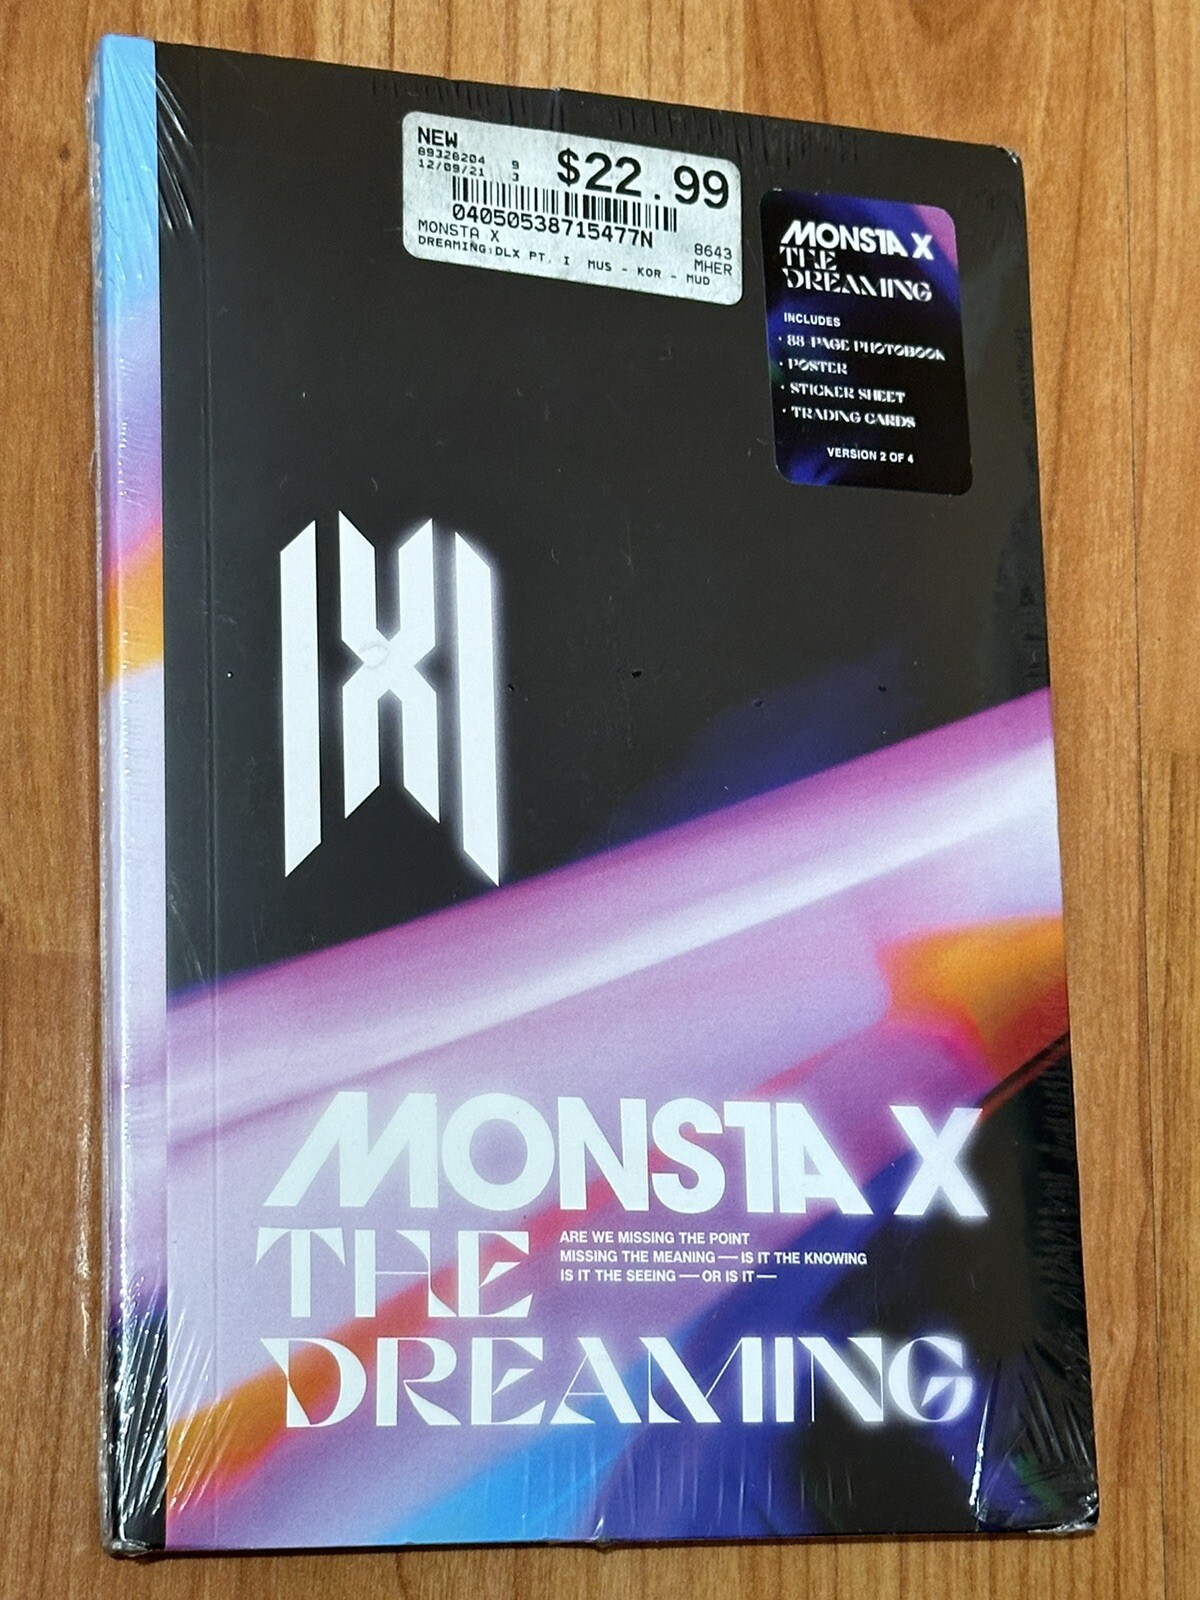 NEW
89328204 9
12/09/21 3
$22.99
04050538715477N
MONSTA X 8643
DREAMING:DLX PT. I MHER
MUS - KOR - MUD
MONSTA X
THE
DREAMING
INCLUDES
· 88-PAGE PHOTOBOOK
· POSTER
· STICKER SHEET
· TRADING CARDS
VERSION 2 OF 4
MONSTA X
THE
ARE WE MISSING THE POINT
MISSING THE MEANING — IS IT THE KNOWING
IS IT THE SEEING — OR IS IT —
DREAMING